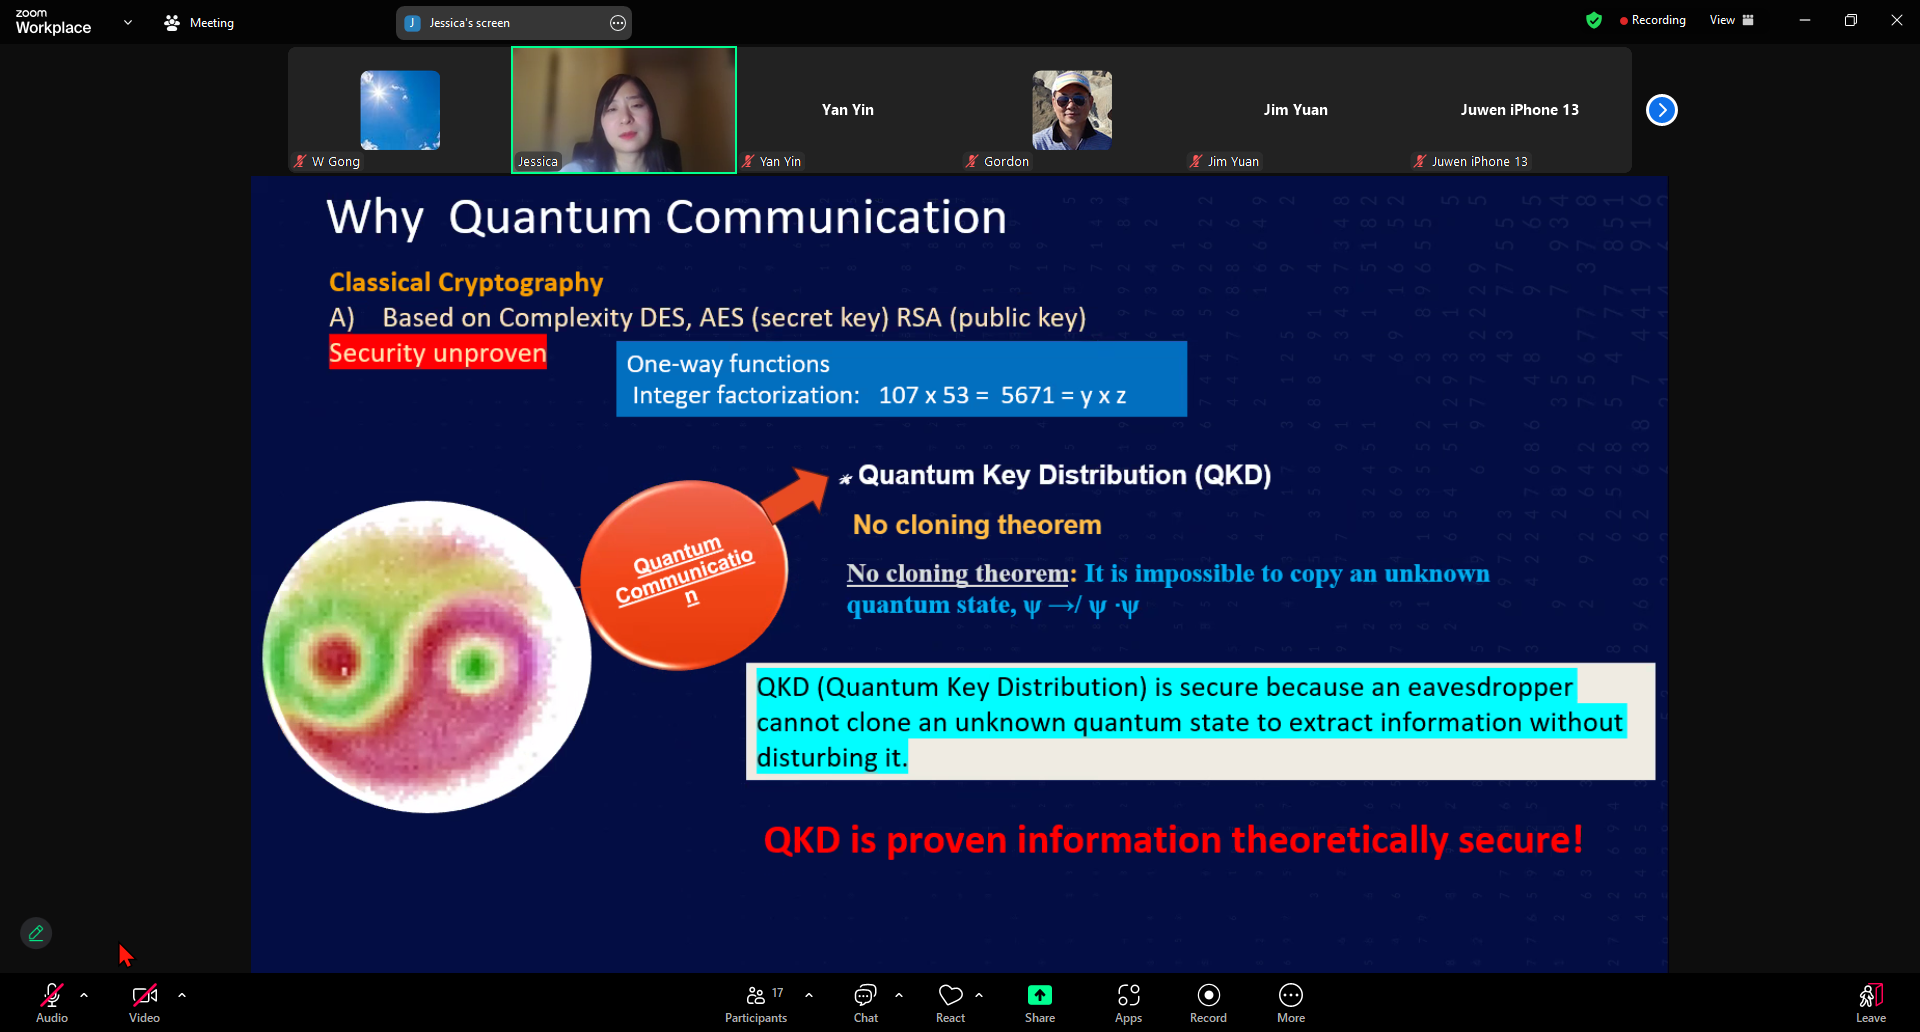 zoom
Workplace
Meeting
J Jessica's screen
Recording
View
W Gong
Jessica
Yan Yin
Yan Yin
Gordon
Jim Yuan
Jim Yuan
Juwen iPhone 13
Juwen iPhone 13
Why Quantum Communication
Classical Cryptography
A) Based on Complexity DES, AES (secret key) RSA (public key)
Security unproven
One-way functions
Integer factorization: 107 x 53 = 5671 = y x z
* Quantum Key Distribution (QKD)
No cloning theorem
Quantum
Communicatio
n
No cloning theorem: It is impossible to copy an unknown
quantum state, ψ →/ ψ ·ψ
QKD (Quantum Key Distribution) is secure because an eavesdropper
cannot clone an unknown quantum state to extract information without
disturbing it.
QKD is proven information theoretically secure!
Audio
Video
17
Participants
Chat
React
Share
Apps
Record
More
Leave